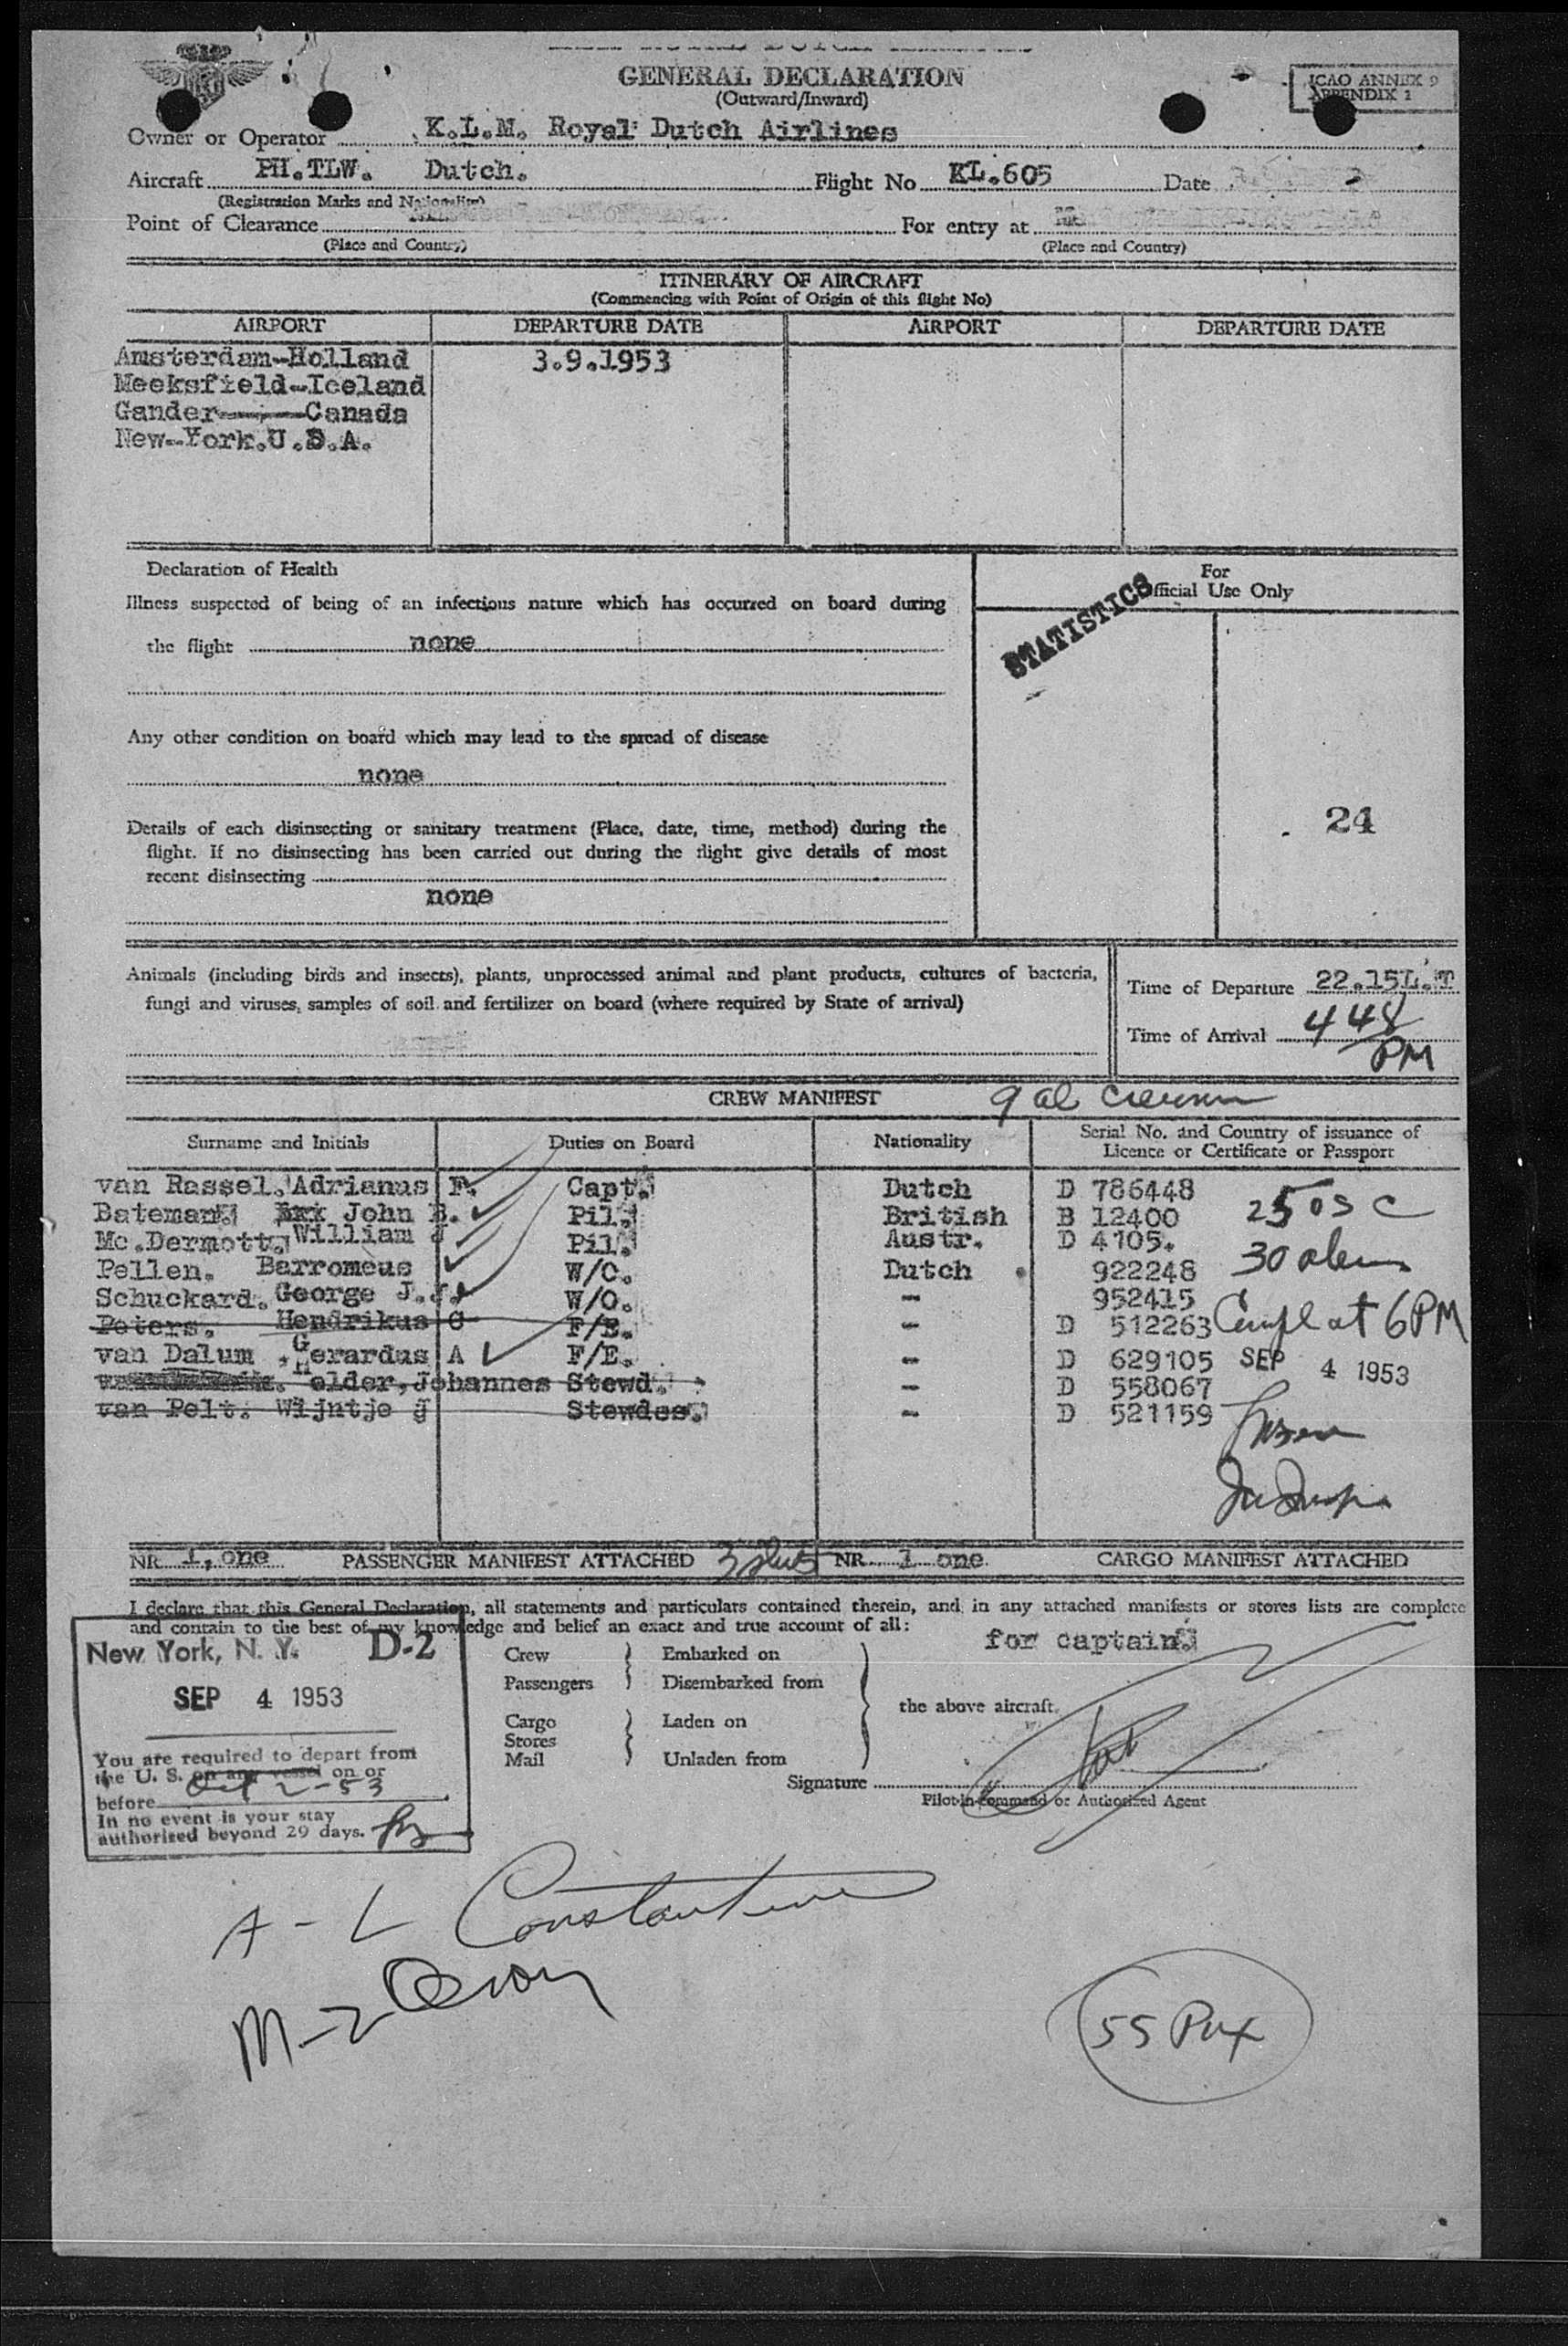 GENERAL DECLARATION
(Outward/Inward)
ICAO ANNEX 9
APPENDIX 1
Owner or Operator K.L.M. Royal Dutch Airlines
Aircraft PH.TLW. Dutch. Flight No KL.605 Date
(Registration Marks and Nationality)
Point of Clearance For entry at
(Place and Country) (Place and Country)
ITINERARY OF AIRCRAFT
(Commencing with Point of Origin of this flight No)
AIRPORT DEPARTURE DATE AIRPORT DEPARTURE DATE
Amsterdam-Holland 3.9.1953
Meeksfield-Iceland
Gander-----Canada
New-York.U.S.A.
Declaration of Health
For
Official Use Only
Illness suspected of being of an infectious nature which has occurred on board during
the flight none
STATISTICS
Any other condition on board which may lead to the spread of disease
none
24
Details of each disinsecting or sanitary treatment (Place, date, time, method) during the
flight. If no disinsecting has been carried out during the flight give details of most
recent disinsecting
none
Animals (including birds and insects), plants, unprocessed animal and plant products, cultures of bacteria,
fungi and viruses, samples of soil and fertilizer on board (where required by State of arrival)
Time of Departure 22.15L.T
Time of Arrival 448 PM
CREW MANIFEST 9 al
Surname and Initials Duties on Board Nationality Serial No. and Country of issuance of
Licence or Certificate or Passport
van Rassel. Adrianus F. Capt. Dutch D 786448
Bateman. John B. Pil. British B 12400
Mc.Dermott. William J Pil. Austr. D 4105.
Pellen. Barromeus W/O. Dutch 922248
Schuckard. George J.J. W/O. - 952415
Peters. Hendrikus C F/E. - D 512263
van Dalum . Gerardus A F/E. - D 629105
elder, Johannes Stewd. - D 558067
van Pelt. Wijntje J Stewdes. - D 521159
25 OS C
30
Compl at 6PM
SEP 4 1953
NR 1, one PASSENGER MANIFEST ATTACHED 3 NR 1 one CARGO MANIFEST ATTACHED
I declare that this General Declaration, all statements and particulars contained therein, and in any attached manifests or stores lists are complete
and contain to the best of my knowledge and belief an exact and true account of all:
for captain.
Crew Embarked on
Passengers Disembarked from
the above aircraft.
Cargo Laden on
Stores
Mail Unladen from
Signature
Pilot-in-command or Authorized Agent
New York, N. Y. D-2
SEP 4 1953
You are required to depart from
the U. S. on any vessel on or
before Oct 2-53
In no event is your stay
authorized beyond 29 days.
A - L Constantine
M-Z
55 Pax